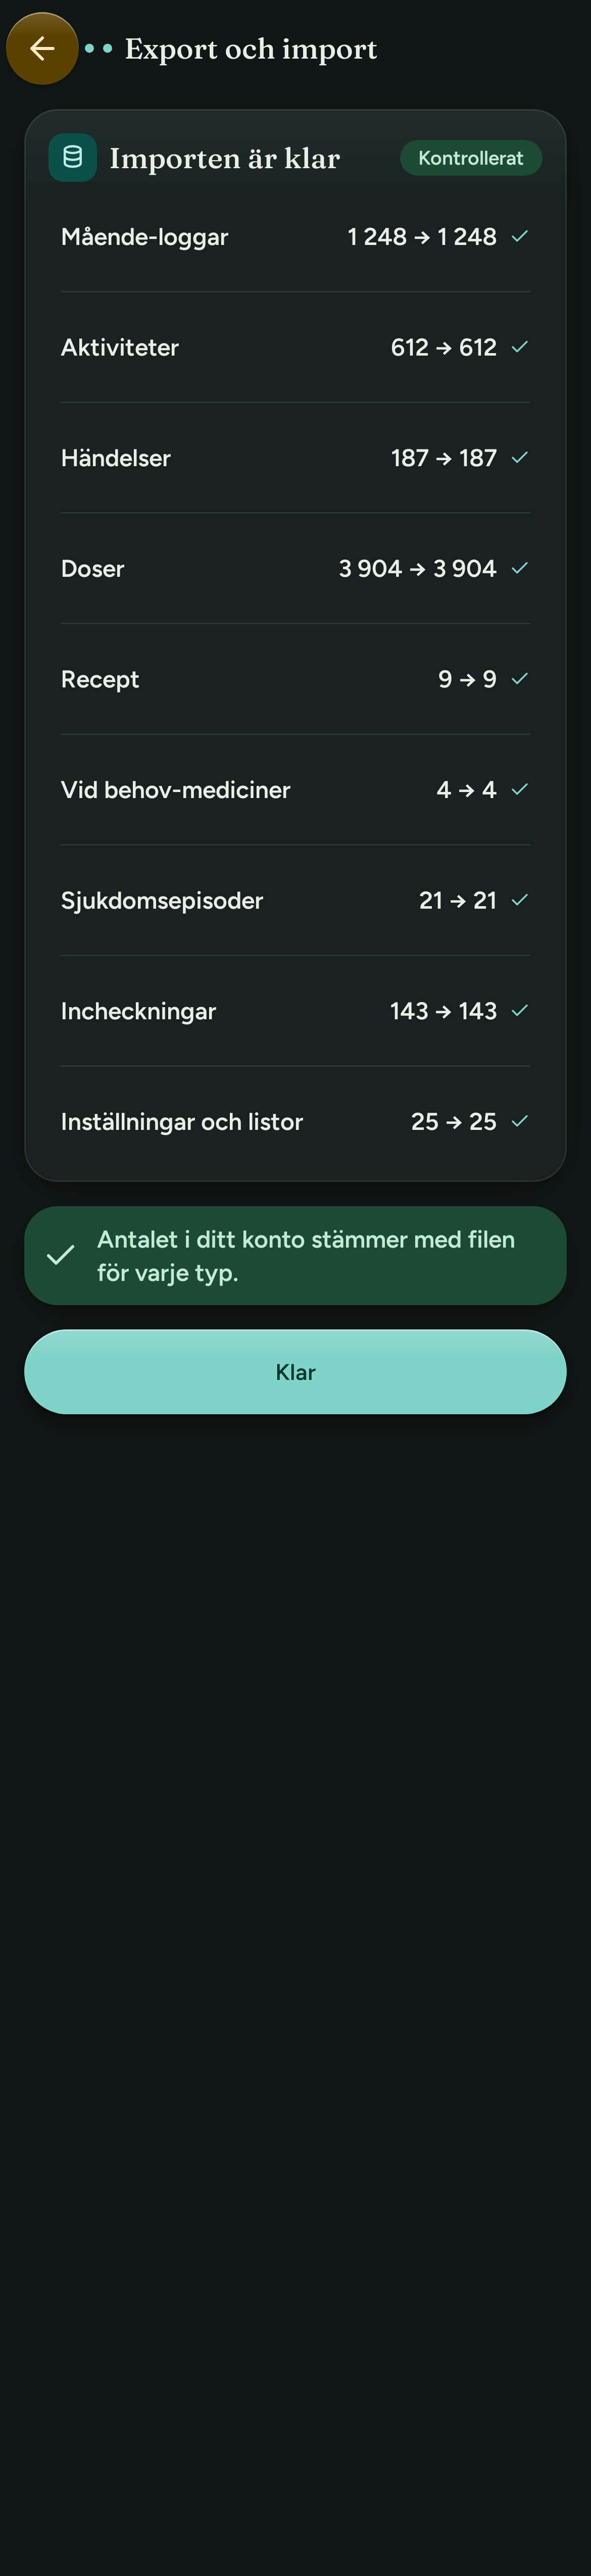 Export och import
Importen är klar
Kontrollerat
Mående-loggar 1 248 → 1 248
Aktiviteter 612 → 612
Händelser 187 → 187
Doser 3 904 → 3 904
Recept 9 → 9
Vid behov-mediciner 4 → 4
Sjukdomsepisoder 21 → 21
Incheckningar 143 → 143
Inställningar och listor 25 → 25
Antalet i ditt konto stämmer med filen
för varje typ.
Klar